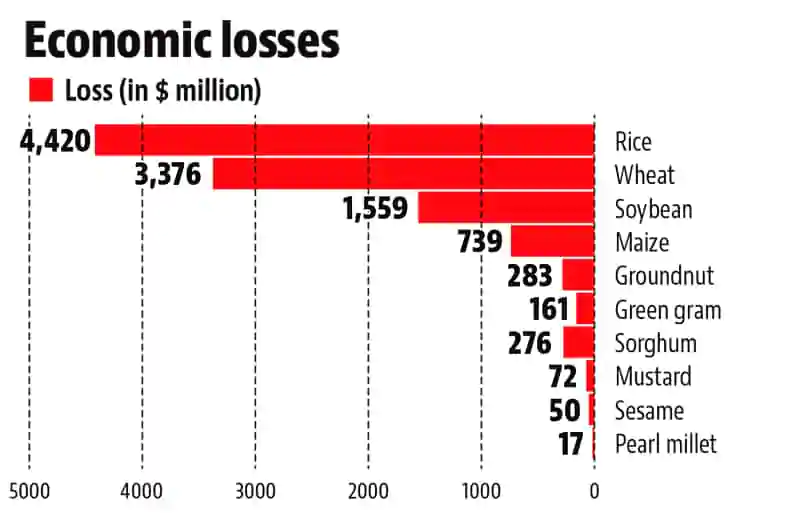 Economic losses
Loss (in $ million)
4,420 Rice
3,376 Wheat
1,559 Soybean
739 Maize
283 Groundnut
161 Green gram
276 Sorghum
72 Mustard
50 Sesame
17 Pearl millet
5000 4000 3000 2000 1000 0